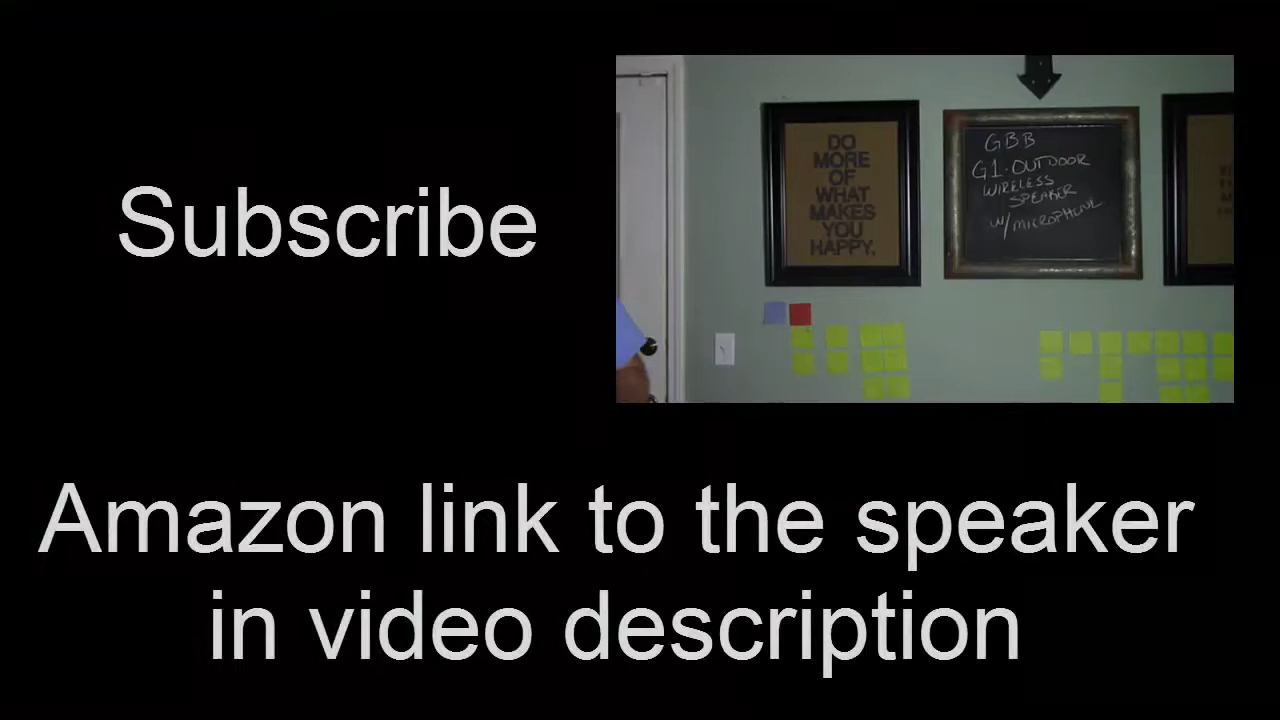 Subscribe
DO
MORE
OF
WHAT
MAKES
YOU
HAPPY.
GBB
G1·OUTDOOR
WIRELESS
SPEAKER
W/MICROPHONE
Amazon link to the speaker
in video description